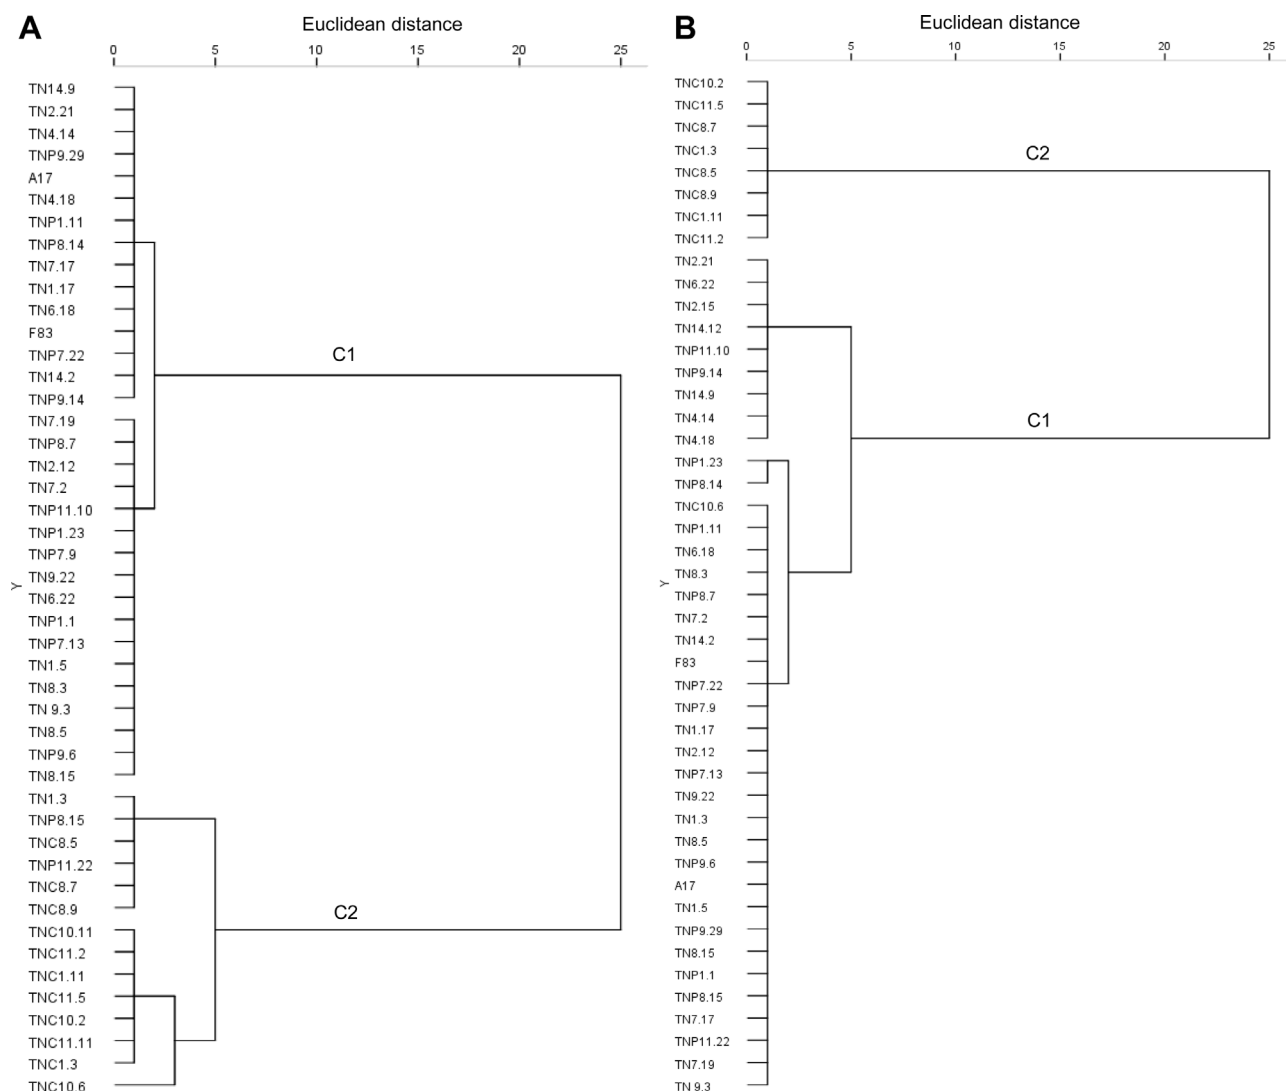 A
Euclidean distance
0 5 10 15 20 25
TN14.9
TN2.21
TN4.14
TNP9.29
A17
TN4.18
TNP1.11
TNP8.14
TN7.17
TN1.17
TN6.18
F83
TNP7.22
TN14.2
TNP9.14
TN7.19
TNP8.7
TN2.12
TN7.2
TNP11.10
TNP1.23
TNP7.9
TN9.22
TN6.22
TNP1.1
TNP7.13
TN1.5
TN8.3
TN 9.3
TN8.5
TNP9.6
TN8.15
TN1.3
TNP8.15
TNC8.5
TNP11.22
TNC8.7
TNC8.9
TNC10.11
TNC11.2
TNC1.11
TNC11.5
TNC10.2
TNC11.11
TNC1.3
TNC10.6
Y
C1
C2
B
Euclidean distance
0 5 10 15 20 25
TNC10.2
TNC11.5
TNC8.7
TNC1.3
TNC8.5
TNC8.9
TNC1.11
TNC11.2
TN2.21
TN6.22
TN2.15
TN14.12
TNP11.10
TNP9.14
TN14.9
TN4.14
TN4.18
TNP1.23
TNP8.14
TNC10.6
TNP1.11
TN6.18
TN8.3
TNP8.7
TN7.2
TN14.2
F83
TNP7.22
TNP7.9
TN1.17
TN2.12
TNP7.13
TN9.22
TN1.3
TN8.5
TNP9.6
A17
TN1.5
TNP9.29
TN8.15
TNP1.1
TNP8.15
TN7.17
TNP11.22
TN7.19
TN 9.3
Y
C2
C1